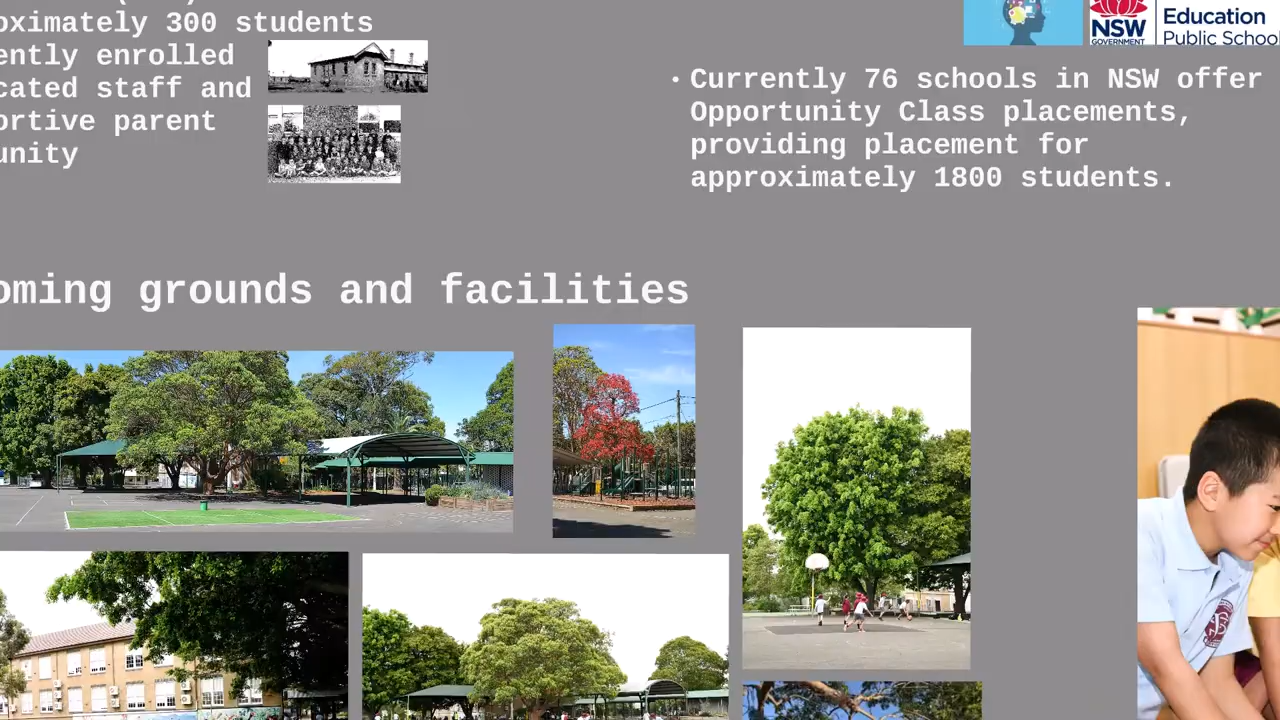 oximately 300 students
ently enrolled
cated staff and
ortive parent
unity
NSW
GOVERNMENT
Education
Public School
• Currently 76 schools in NSW offer
Opportunity Class placements,
providing placement for
approximately 1800 students.
oming grounds and facilities